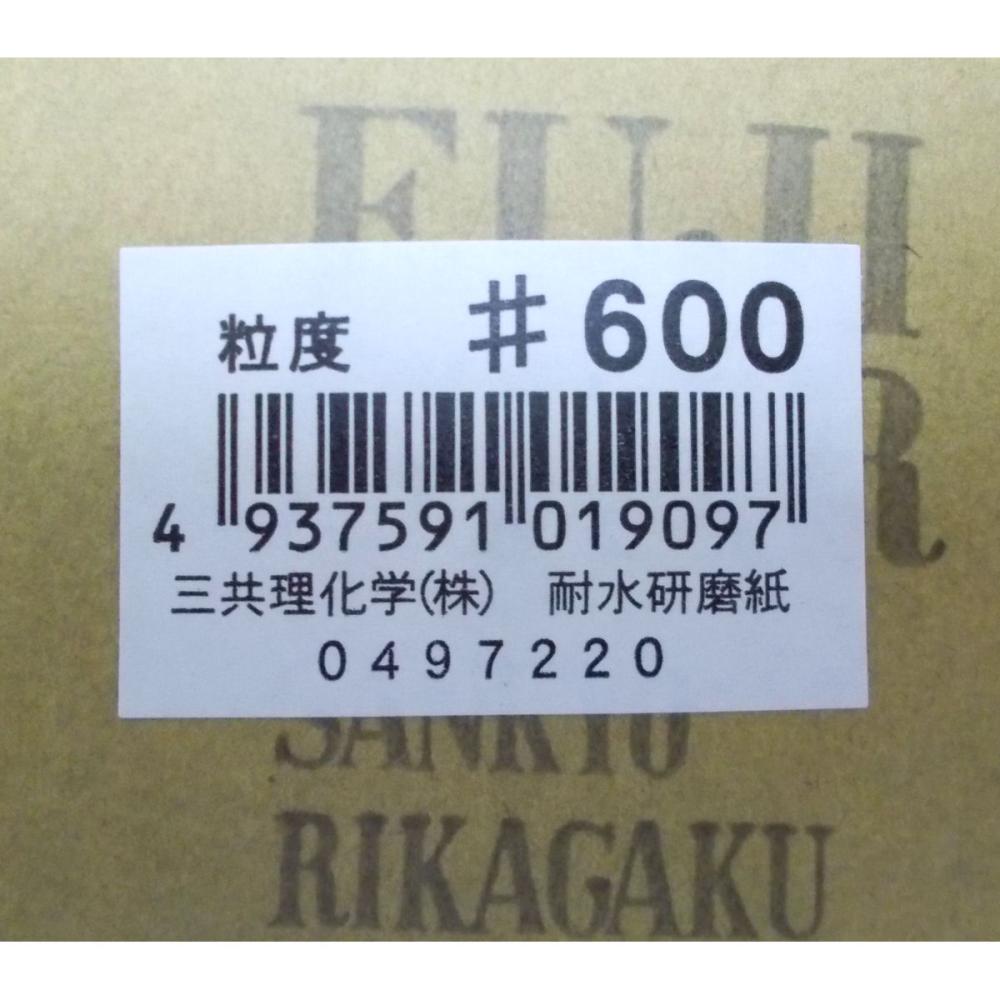 FUJI
粒度 #600
4 937591 019097
三共理化学(株) 耐水研磨紙
0497220
SANKYO
RIKAGAKU